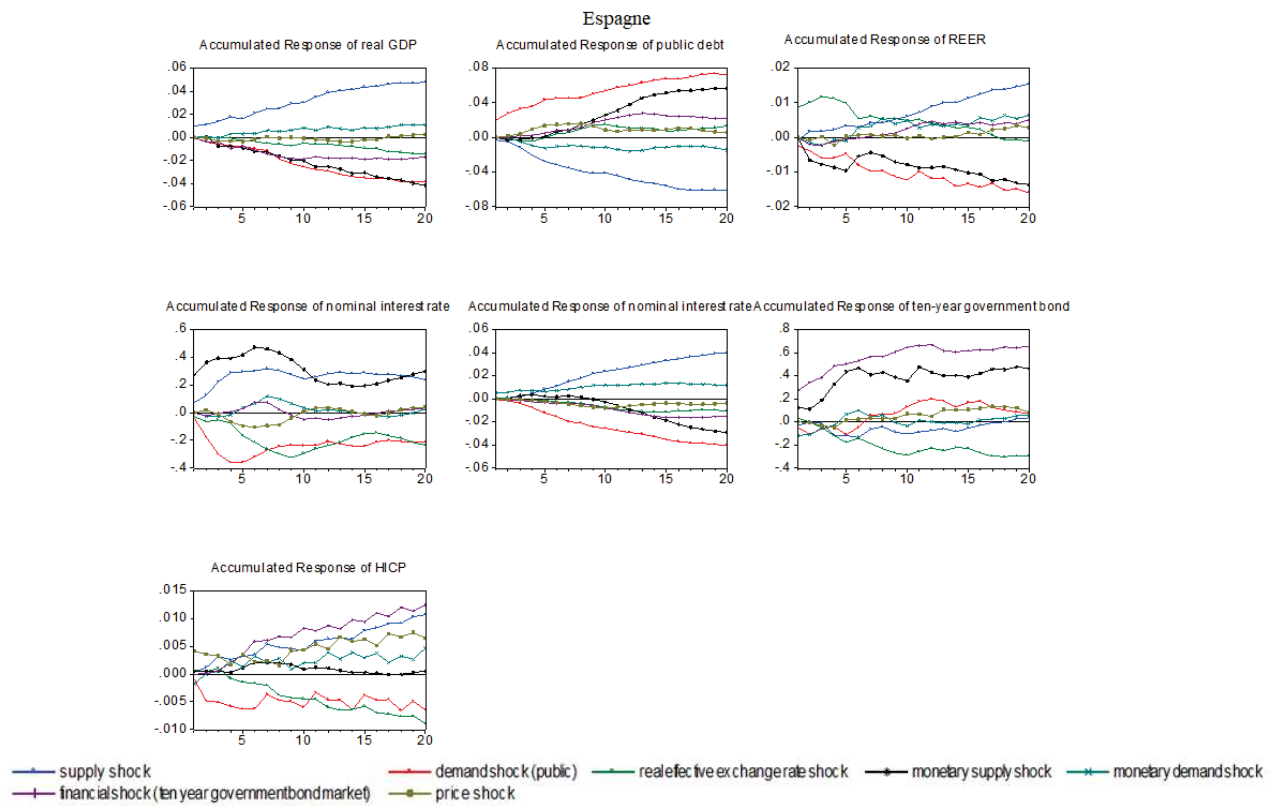 Espagne
Accumulated Response of real GDP
Accumulated Response of public debt
Accumulated Response of REER
.06
.04
.02
.00
-.02
-.04
-.06
5 10 15 20
.08
.04
.00
-.04
-.08
5 10 15 20
.02
.01
.00
-.01
-.02
5 10 15 20
Accumulated Response of nominal interest rate
Accumulated Response of nominal interest rate
Accumulated Response of ten-year government bond
.6
.4
.2
.0
-.2
-.4
5 10 15 20
.06
.04
.02
.00
-.02
-.04
-.06
5 10 15 20
.8
.6
.4
.2
.0
-.2
-.4
5 10 15 20
Accumulated Response of HICP
.015
.010
.005
.000
-.005
-.010
5 10 15 20
supply shock demand shock (public) real efective exchange rate shock monetary supply shock monetary demand shock
financial shock (ten year government bond market) price shock